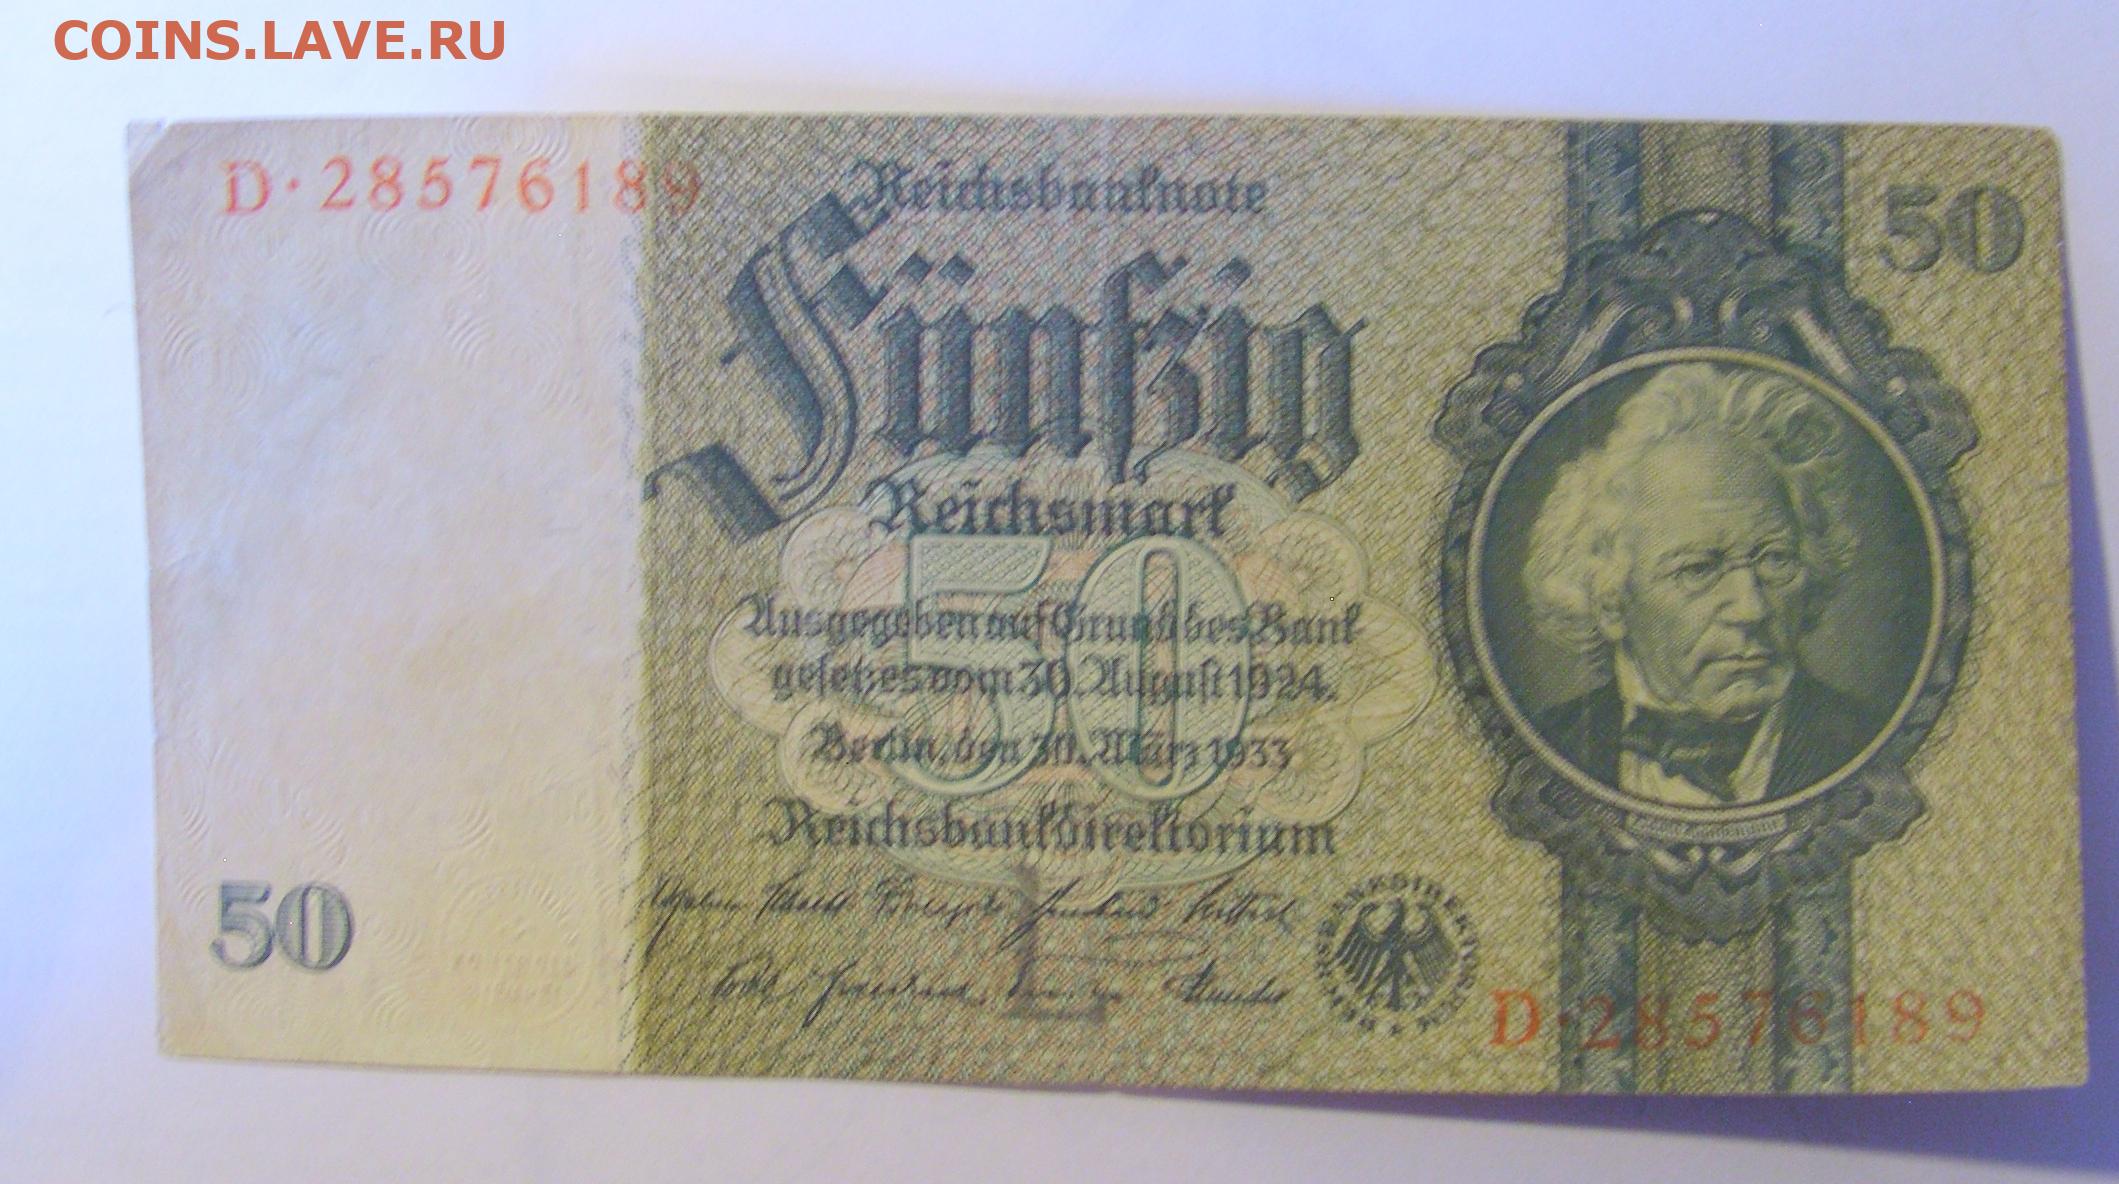 COINS.LAVE.RU
D·28576189
Reichsbanknote
50
Fünfzig
Reichsmark
50
Ausgegeben auf Grund des Bank-
gesetzes vom 30. August 1924.
Berlin, den 30. März 1933
Reichsbankdirektorium
50
L
D·28576189